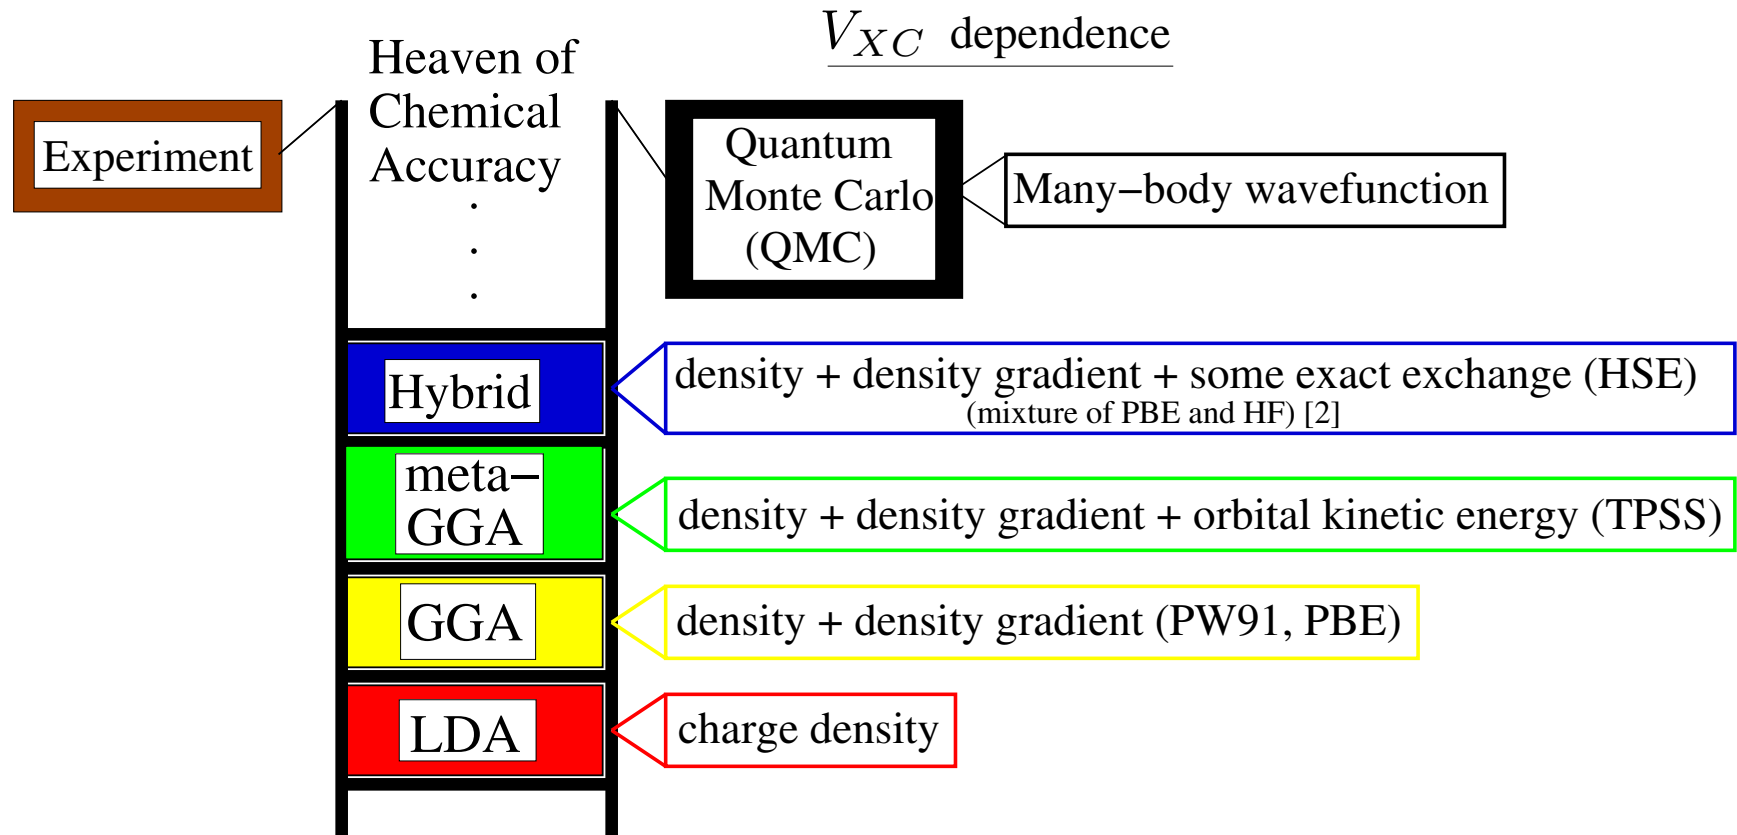 V_XC dependence
Heaven of
Chemical
Accuracy
.
.
.
Experiment
Quantum
Monte Carlo
(QMC)
Many−body wavefunction
Hybrid
density + density gradient + some exact exchange (HSE)
(mixture of PBE and HF) [2]
meta−
GGA
density + density gradient + orbital kinetic energy (TPSS)
GGA
density + density gradient (PW91, PBE)
LDA
charge density